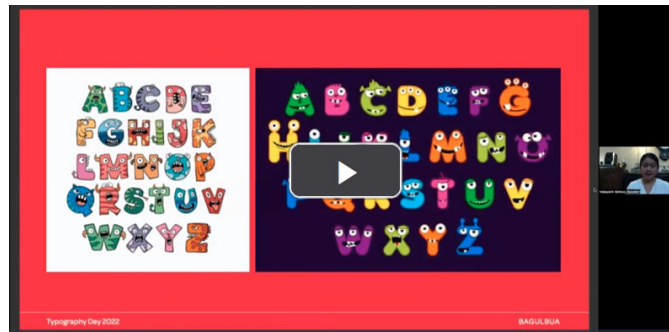 A B C D E
F G H I J K
L M N O P
Q R S T U V
W X Y Z
A B C D E F G
H L M N O
R S T U V
W X Y Z
Typography Day 2022
BAGULBUA